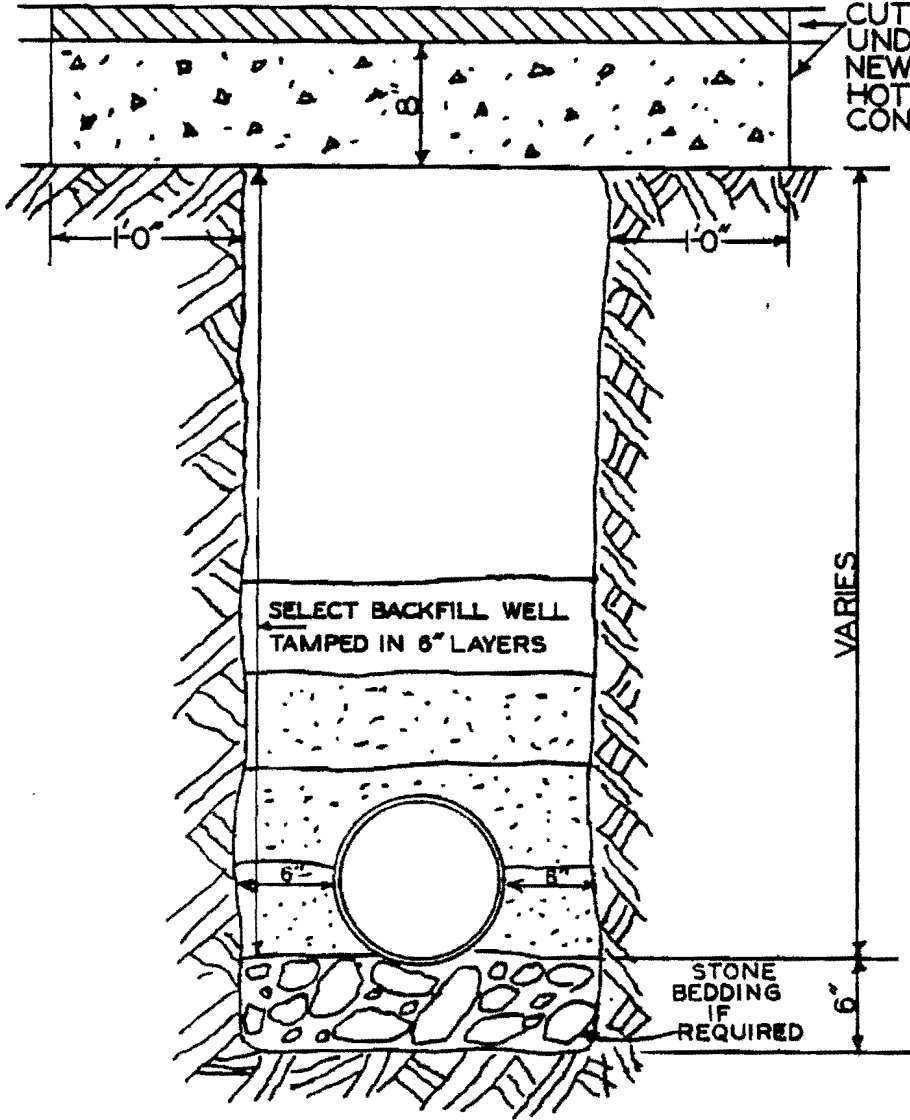 CUT
UND
NEW
HOT
CON
8"
1'0"
1'0"
SELECT BACKFILL WELL
TAMPED IN 6" LAYERS
VARIES
6"
6"
STONE
BEDDING
IF
REQUIRED
6"